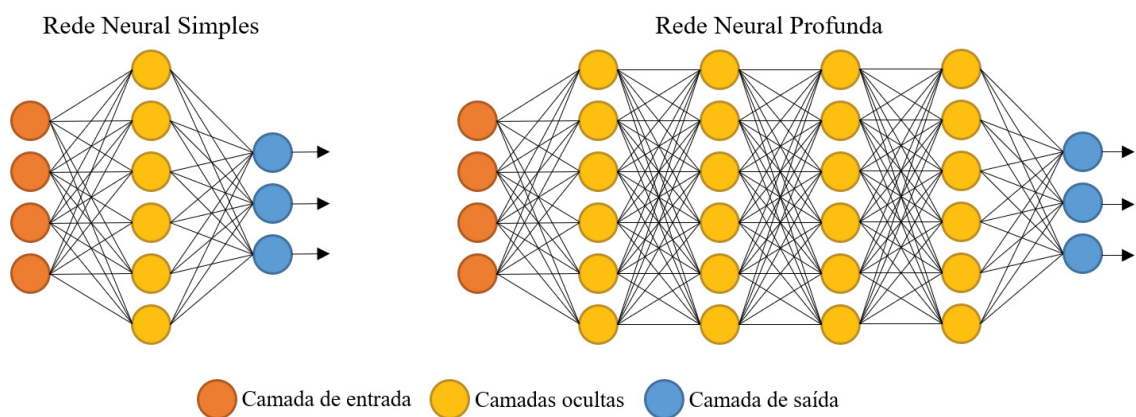 Rede Neural Simples
Rede Neural Profunda
Camada de entrada
Camadas ocultas
Camada de saída